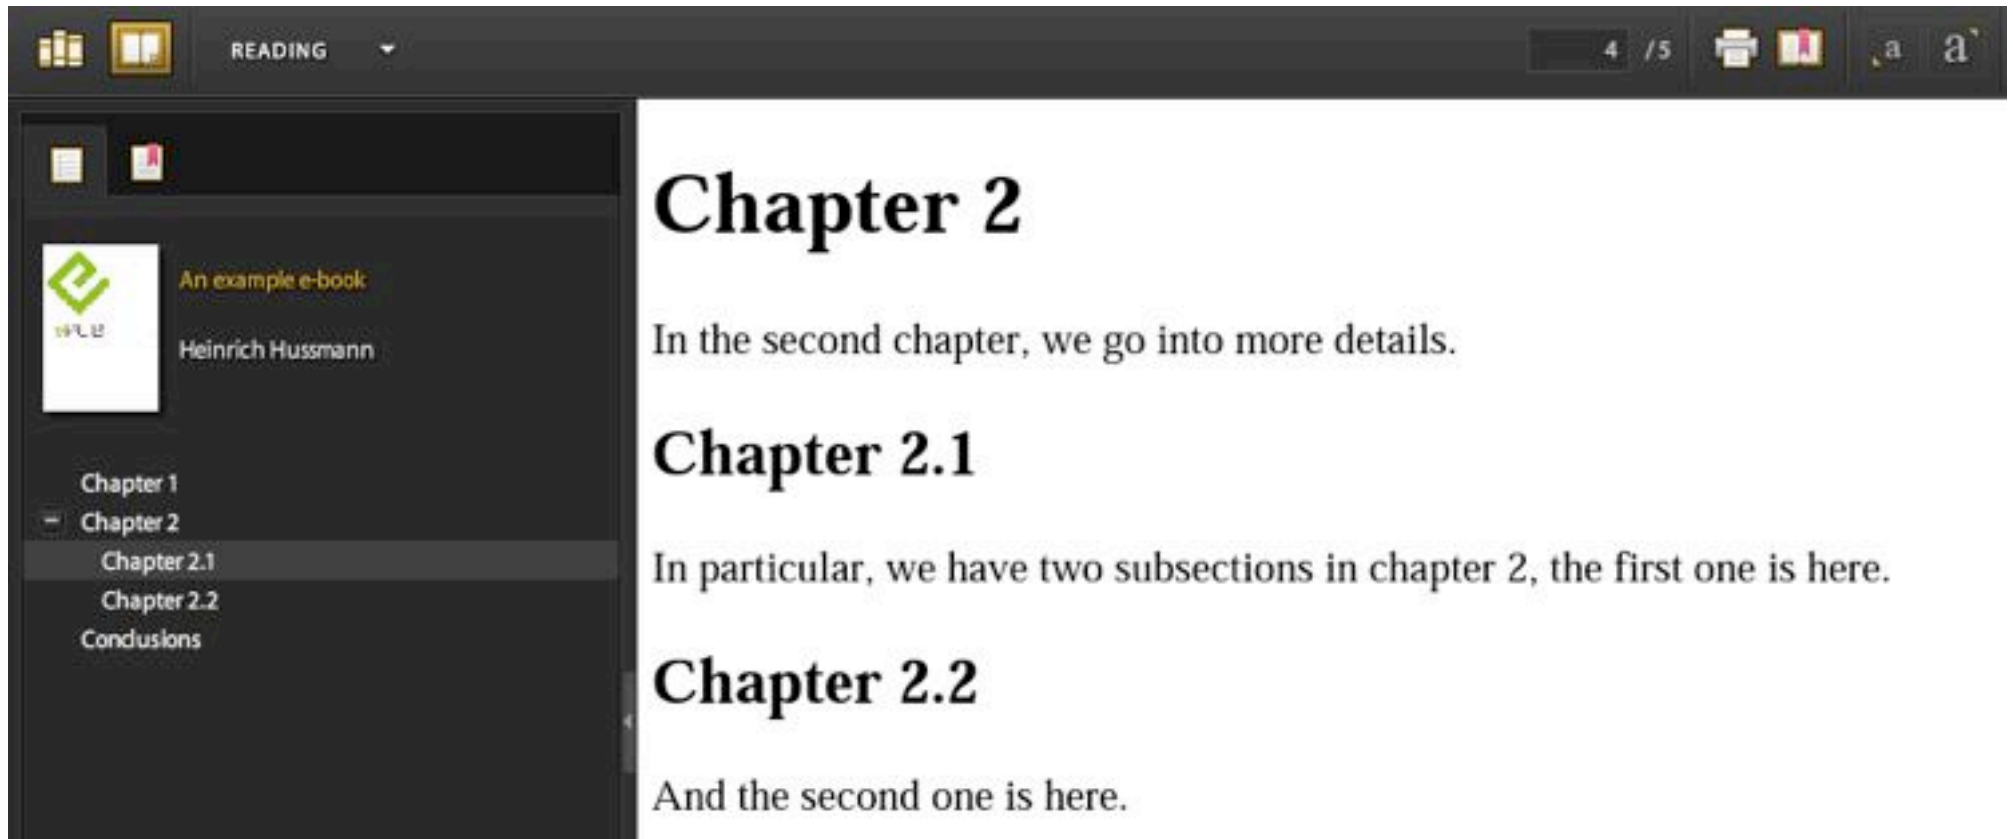 READING
4 /5
a a
An example e-book
Heinrich Hussmann
Chapter 1
Chapter 2
Chapter 2.1
Chapter 2.2
Conclusions
Chapter 2
In the second chapter, we go into more details.
Chapter 2.1
In particular, we have two subsections in chapter 2, the first one is here.
Chapter 2.2
And the second one is here.